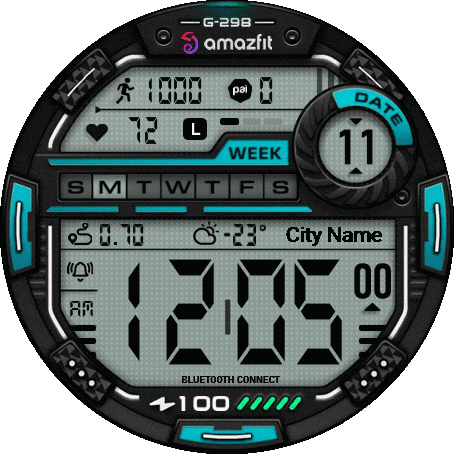 G-298
amazfit
1000 pai 0
72 L
DATE
11
WEEK
S M T W T F S
0.70 -23° City Name
AM
12 05 00
BLUETOOTH CONNECT
100